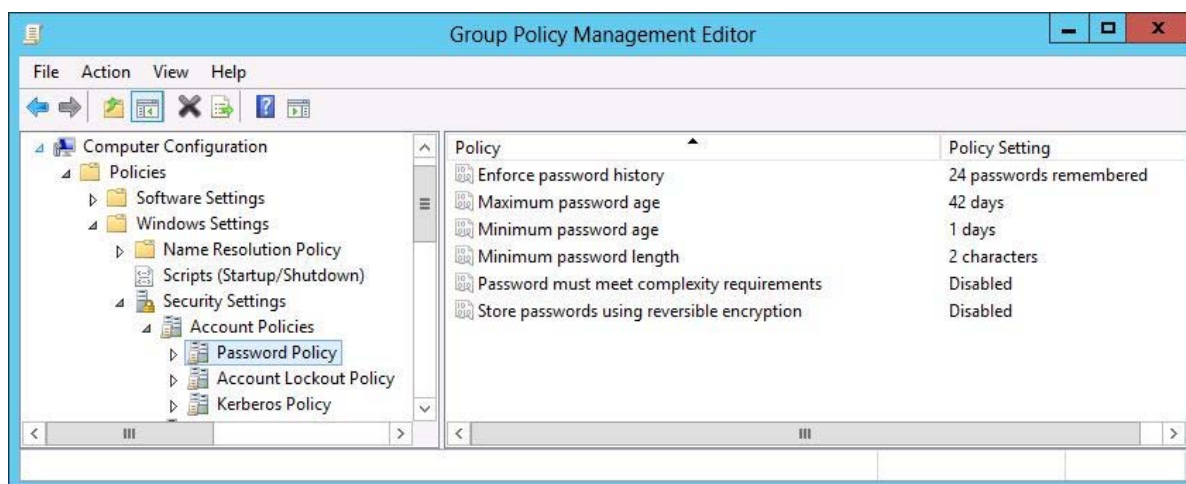 Group Policy Management Editor
File Action View Help
Computer Configuration
Policies
Software Settings
Windows Settings
Name Resolution Policy
Scripts (Startup/Shutdown)
Security Settings
Account Policies
Password Policy
Account Lockout Policy
Kerberos Policy
Policy Policy Setting
Enforce password history 24 passwords remembered
Maximum password age 42 days
Minimum password age 1 days
Minimum password length 2 characters
Password must meet complexity requirements Disabled
Store passwords using reversible encryption Disabled